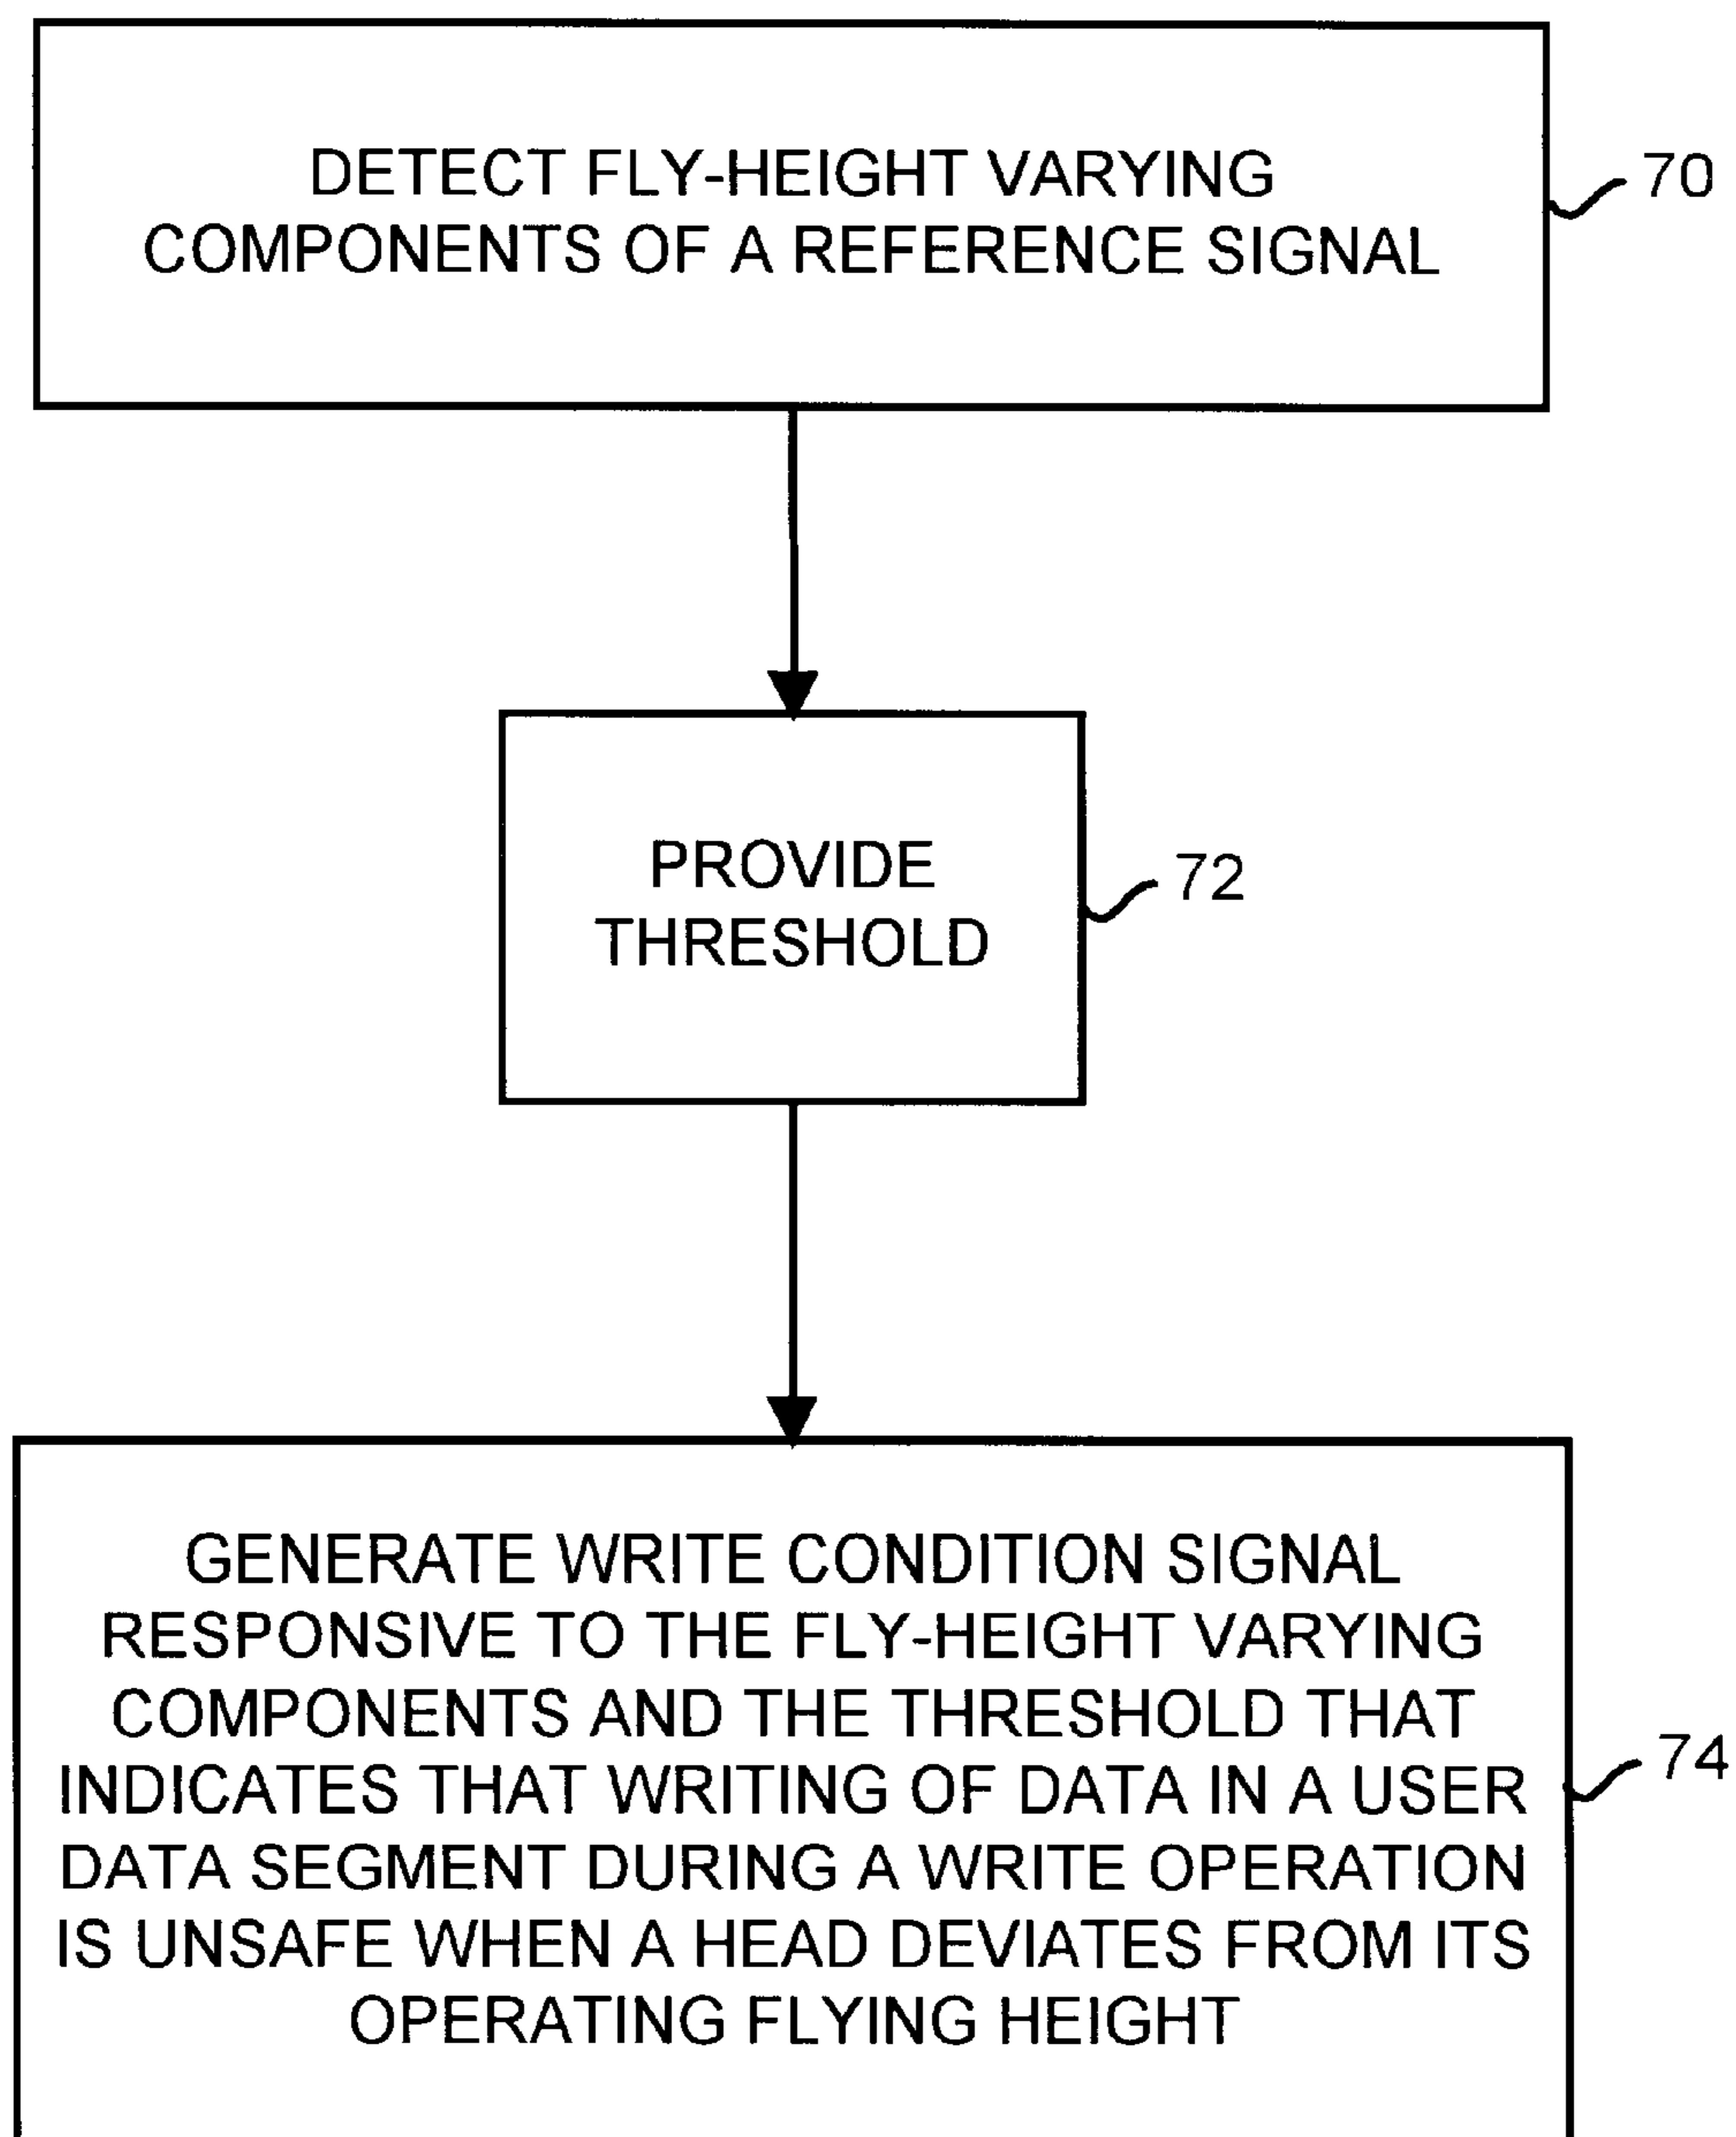 DETECT FLY-HEIGHT VARYING
COMPONENTS OF A REFERENCE SIGNAL
70
PROVIDE
THRESHOLD
72
GENERATE WRITE CONDITION SIGNAL
RESPONSIVE TO THE FLY-HEIGHT VARYING
COMPONENTS AND THE THRESHOLD THAT
INDICATES THAT WRITING OF DATA IN A USER
DATA SEGMENT DURING A WRITE OPERATION
IS UNSAFE WHEN A HEAD DEVIATES FROM ITS
OPERATING FLYING HEIGHT
74